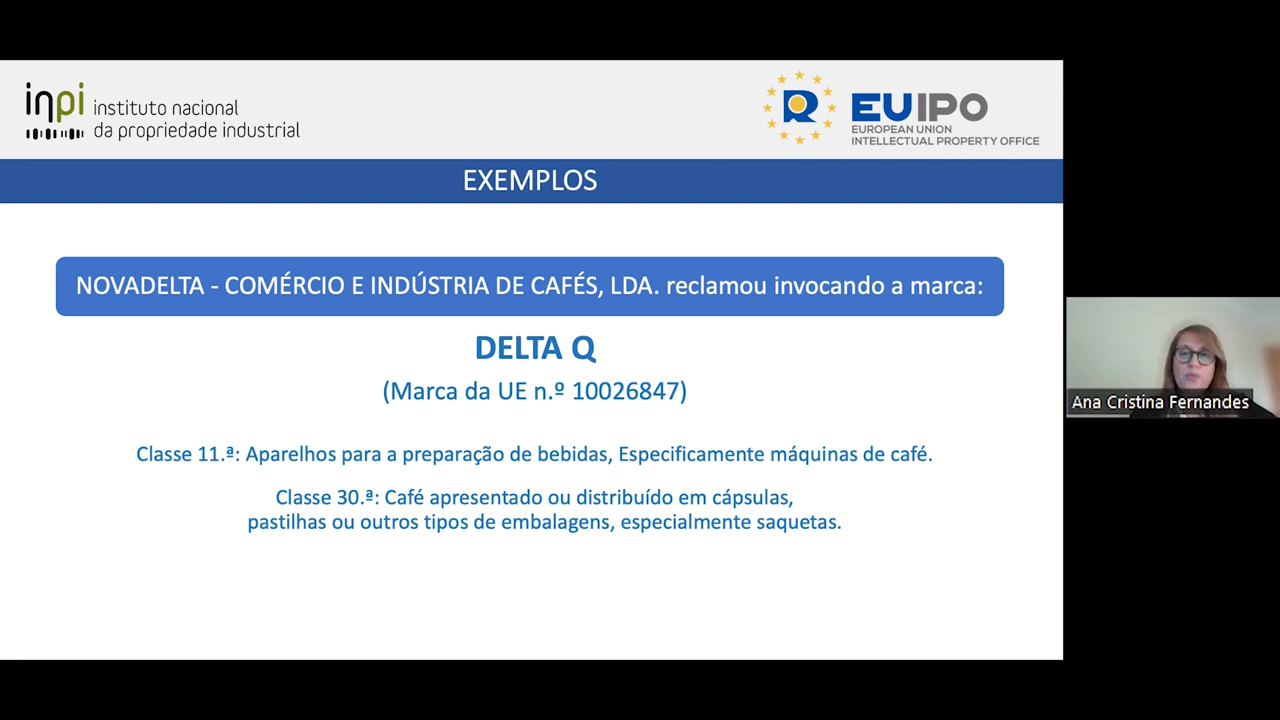 inpi instituto nacional
da propriedade industrial
EUIPO
EUROPEAN UNION
INTELLECTUAL PROPERTY OFFICE
EXEMPLOS
NOVADELTA - COMÉRCIO E INDÚSTRIA DE CAFÉS, LDA. reclamou invocando a marca:
DELTA Q
(Marca da UE n.º 10026847)
Classe 11.ª: Aparelhos para a preparação de bebidas, Especificamente máquinas de café.
Classe 30.ª: Café apresentado ou distribuído em cápsulas,
pastilhas ou outros tipos de embalagens, especialmente saquetas.
Ana Cristina Fernandes